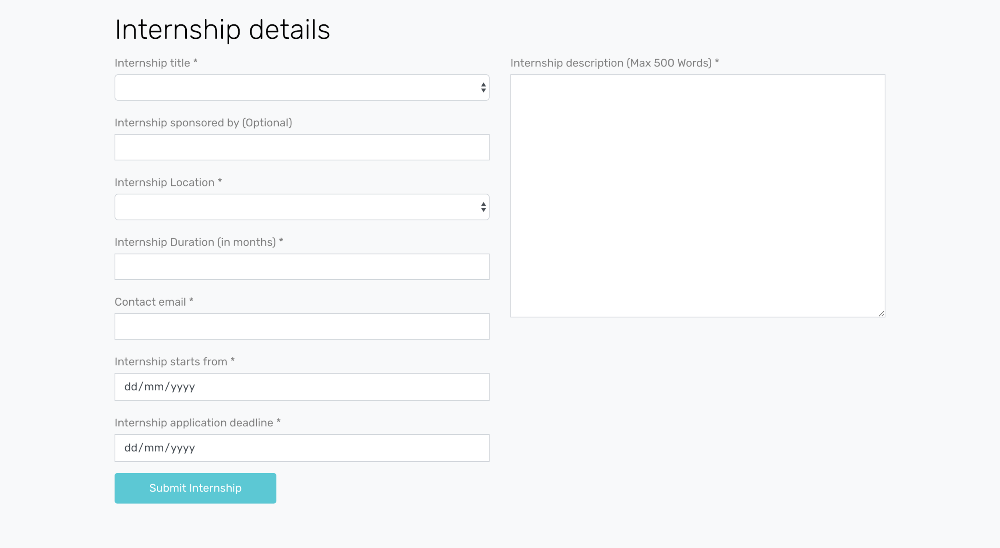 Internship details
Internship title *
Internship sponsored by (Optional)
Internship Location *
Internship Duration (in months) *
Contact email *
Internship starts from *
dd/mm/yyyy
Internship application deadline *
dd/mm/yyyy
Submit Internship
Internship description (Max 500 Words) *